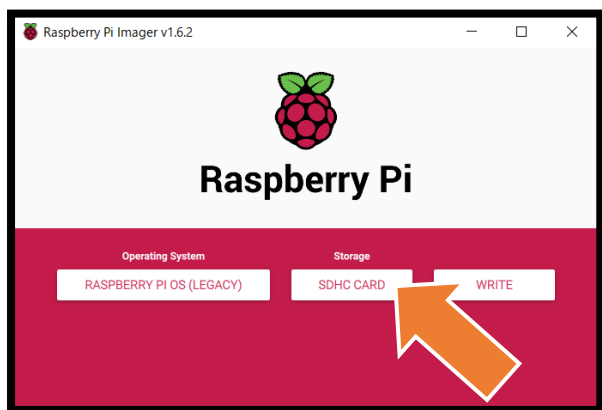 Raspberry Pi Imager v1.6.2
Raspberry Pi
Operating System
Storage
RASPBERRY PI OS (LEGACY)
SDHC CARD
WRITE